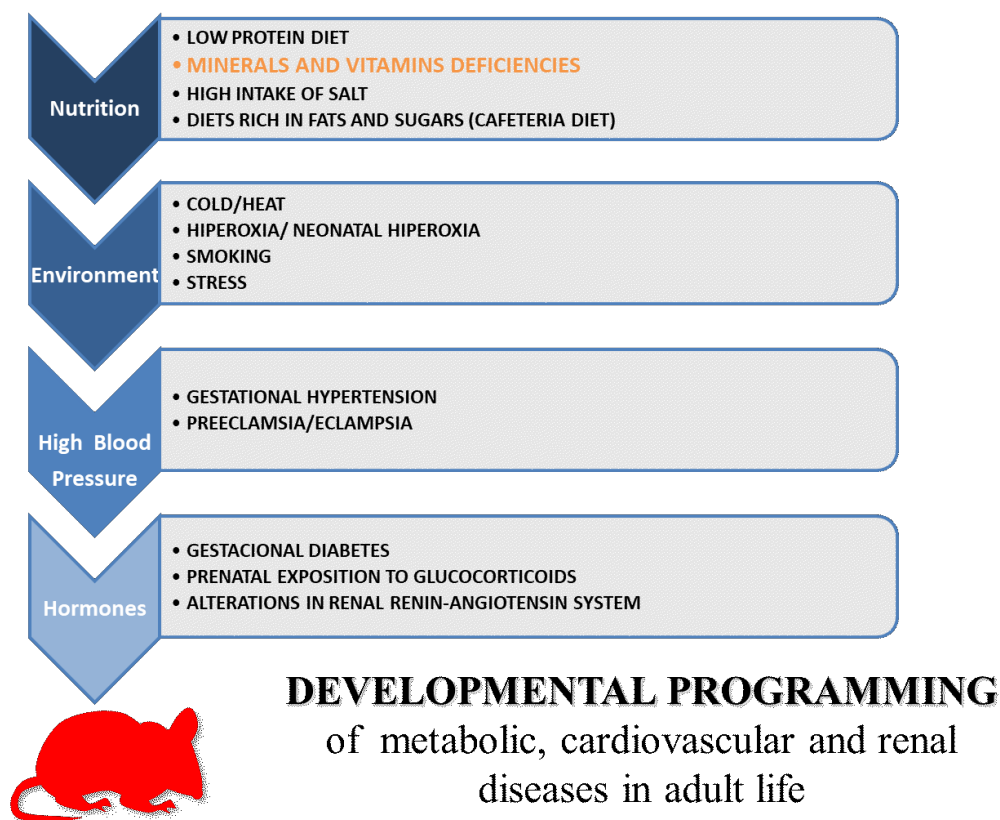 Nutrition
• LOW PROTEIN DIET
• MINERALS AND VITAMINS DEFICIENCIES
• HIGH INTAKE OF SALT
• DIETS RICH IN FATS AND SUGARS (CAFETERIA DIET)
Environment
• COLD/HEAT
• HIPEROXIA/ NEONATAL HIPEROXIA
• SMOKING
• STRESS
High Blood
Pressure
• GESTATIONAL HYPERTENSION
• PREECLAMSIA/ECLAMPSIA
Hormones
• GESTACIONAL DIABETES
• PRENATAL EXPOSITION TO GLUCOCORTICOIDS
• ALTERATIONS IN RENAL RENIN-ANGIOTENSIN SYSTEM
DEVELOPMENTAL PROGRAMMING
of metabolic, cardiovascular and renal
diseases in adult life